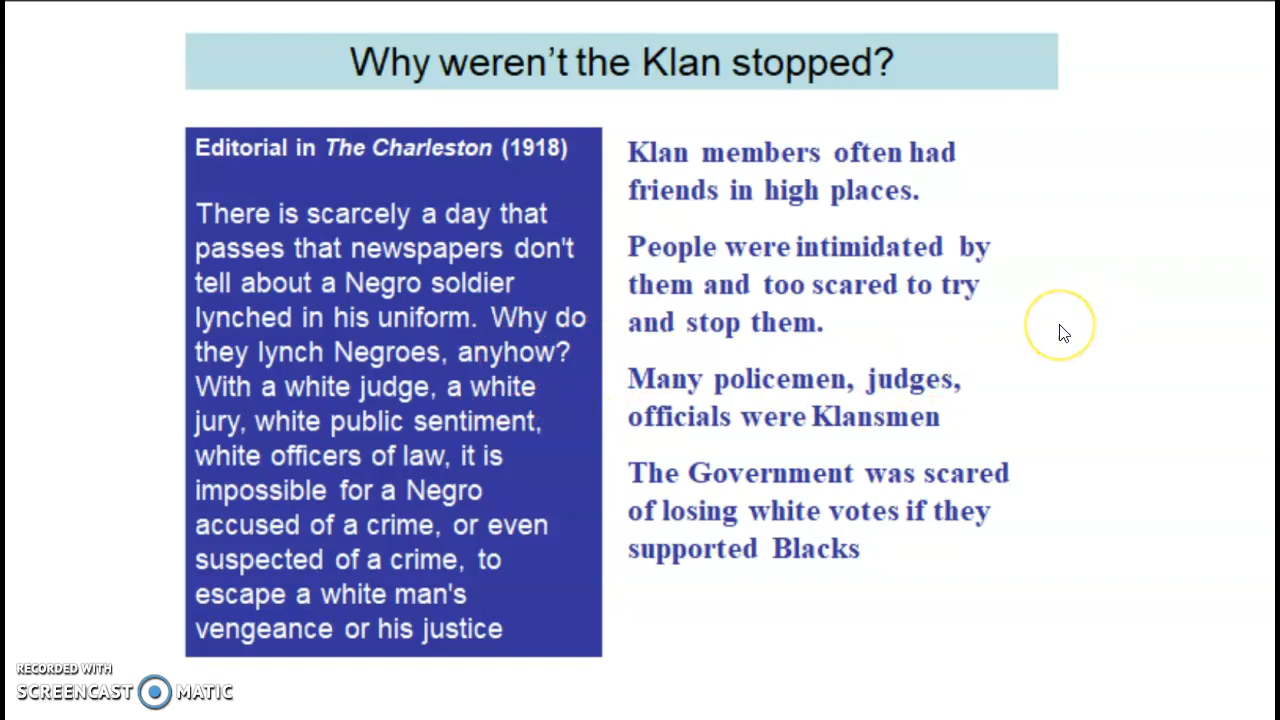 Why weren't the Klan stopped?
Editorial in The Charleston (1918)
There is scarcely a day that
passes that newspapers don't
tell about a Negro soldier
lynched in his uniform. Why do
they lynch Negroes, anyhow?
With a white judge, a white
jury, white public sentiment,
white officers of law, it is
impossible for a Negro
accused of a crime, or even
suspected of a crime, to
escape a white man's
vengeance or his justice
Klan members often had
friends in high places.
People were intimidated by
them and too scared to try
and stop them.
Many policemen, judges,
officials were Klansmen
The Government was scared
of losing white votes if they
supported Blacks
RECORDED WITH
SCREENCAST MATIC